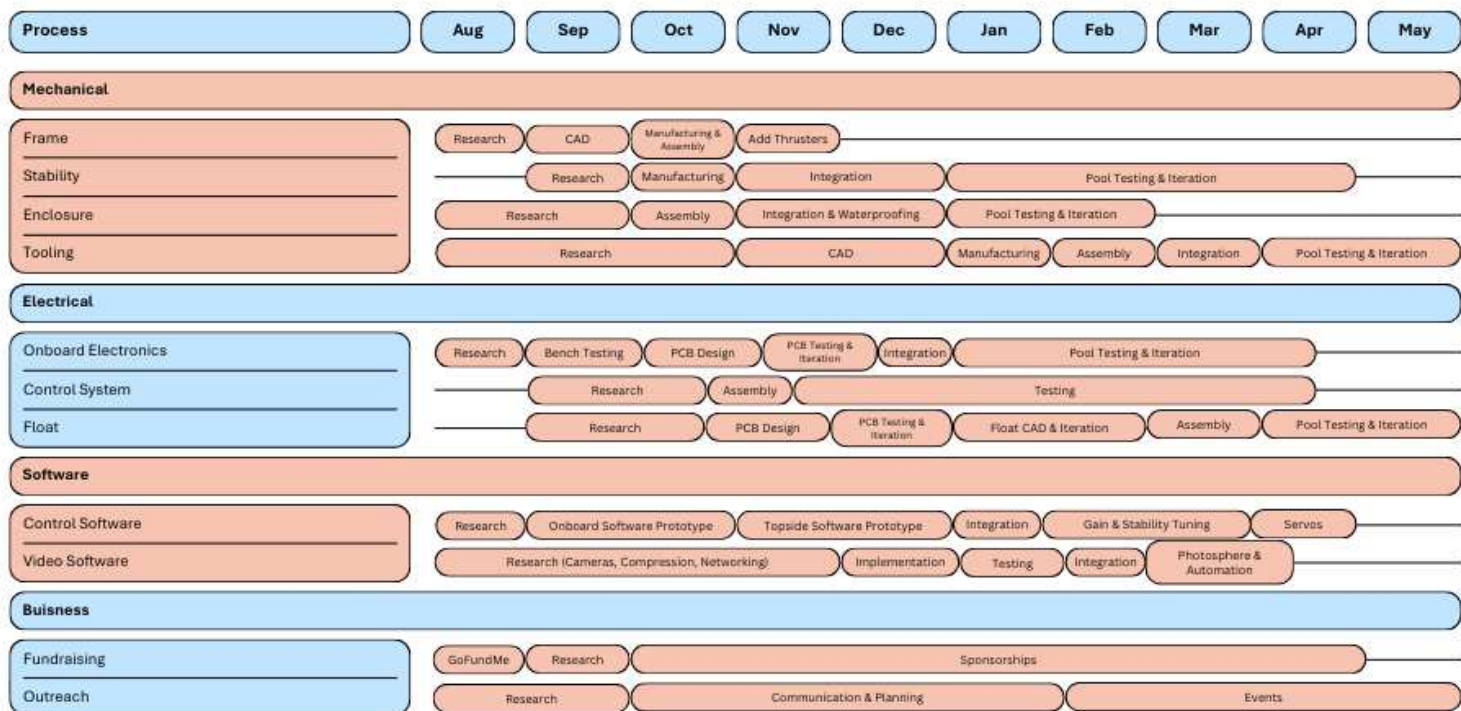 Process Aug Sep Oct Nov Dec Jan Feb Mar Apr May
Mechanical
Frame Research CAD Manufacturing & Assembly Add Thrusters
Stability Research Manufacturing Integration Pool Testing & Iteration
Enclosure Research Assembly Integration & Waterproofing Pool Testing & Iteration
Tooling Research CAD Manufacturing Assembly Integration Pool Testing & Iteration
Electrical
Onboard Electronics Research Bench Testing PCB Design PCB Testing & Iteration Integration Pool Testing & Iteration
Control System Research Assembly Testing
Float Research PCB Design PCB Testing & Iteration Float CAD & Iteration Assembly Pool Testing & Iteration
Software
Control Software Research Onboard Software Prototype Topside Software Prototype Integration Gain & Stability Tuning Servos
Video Software Research (Cameras, Compression, Networking) Implementation Testing Integration Photosphere & Automation
Buisness
Fundraising GoFundMe Research Sponsorships
Outreach Research Communication & Planning Events